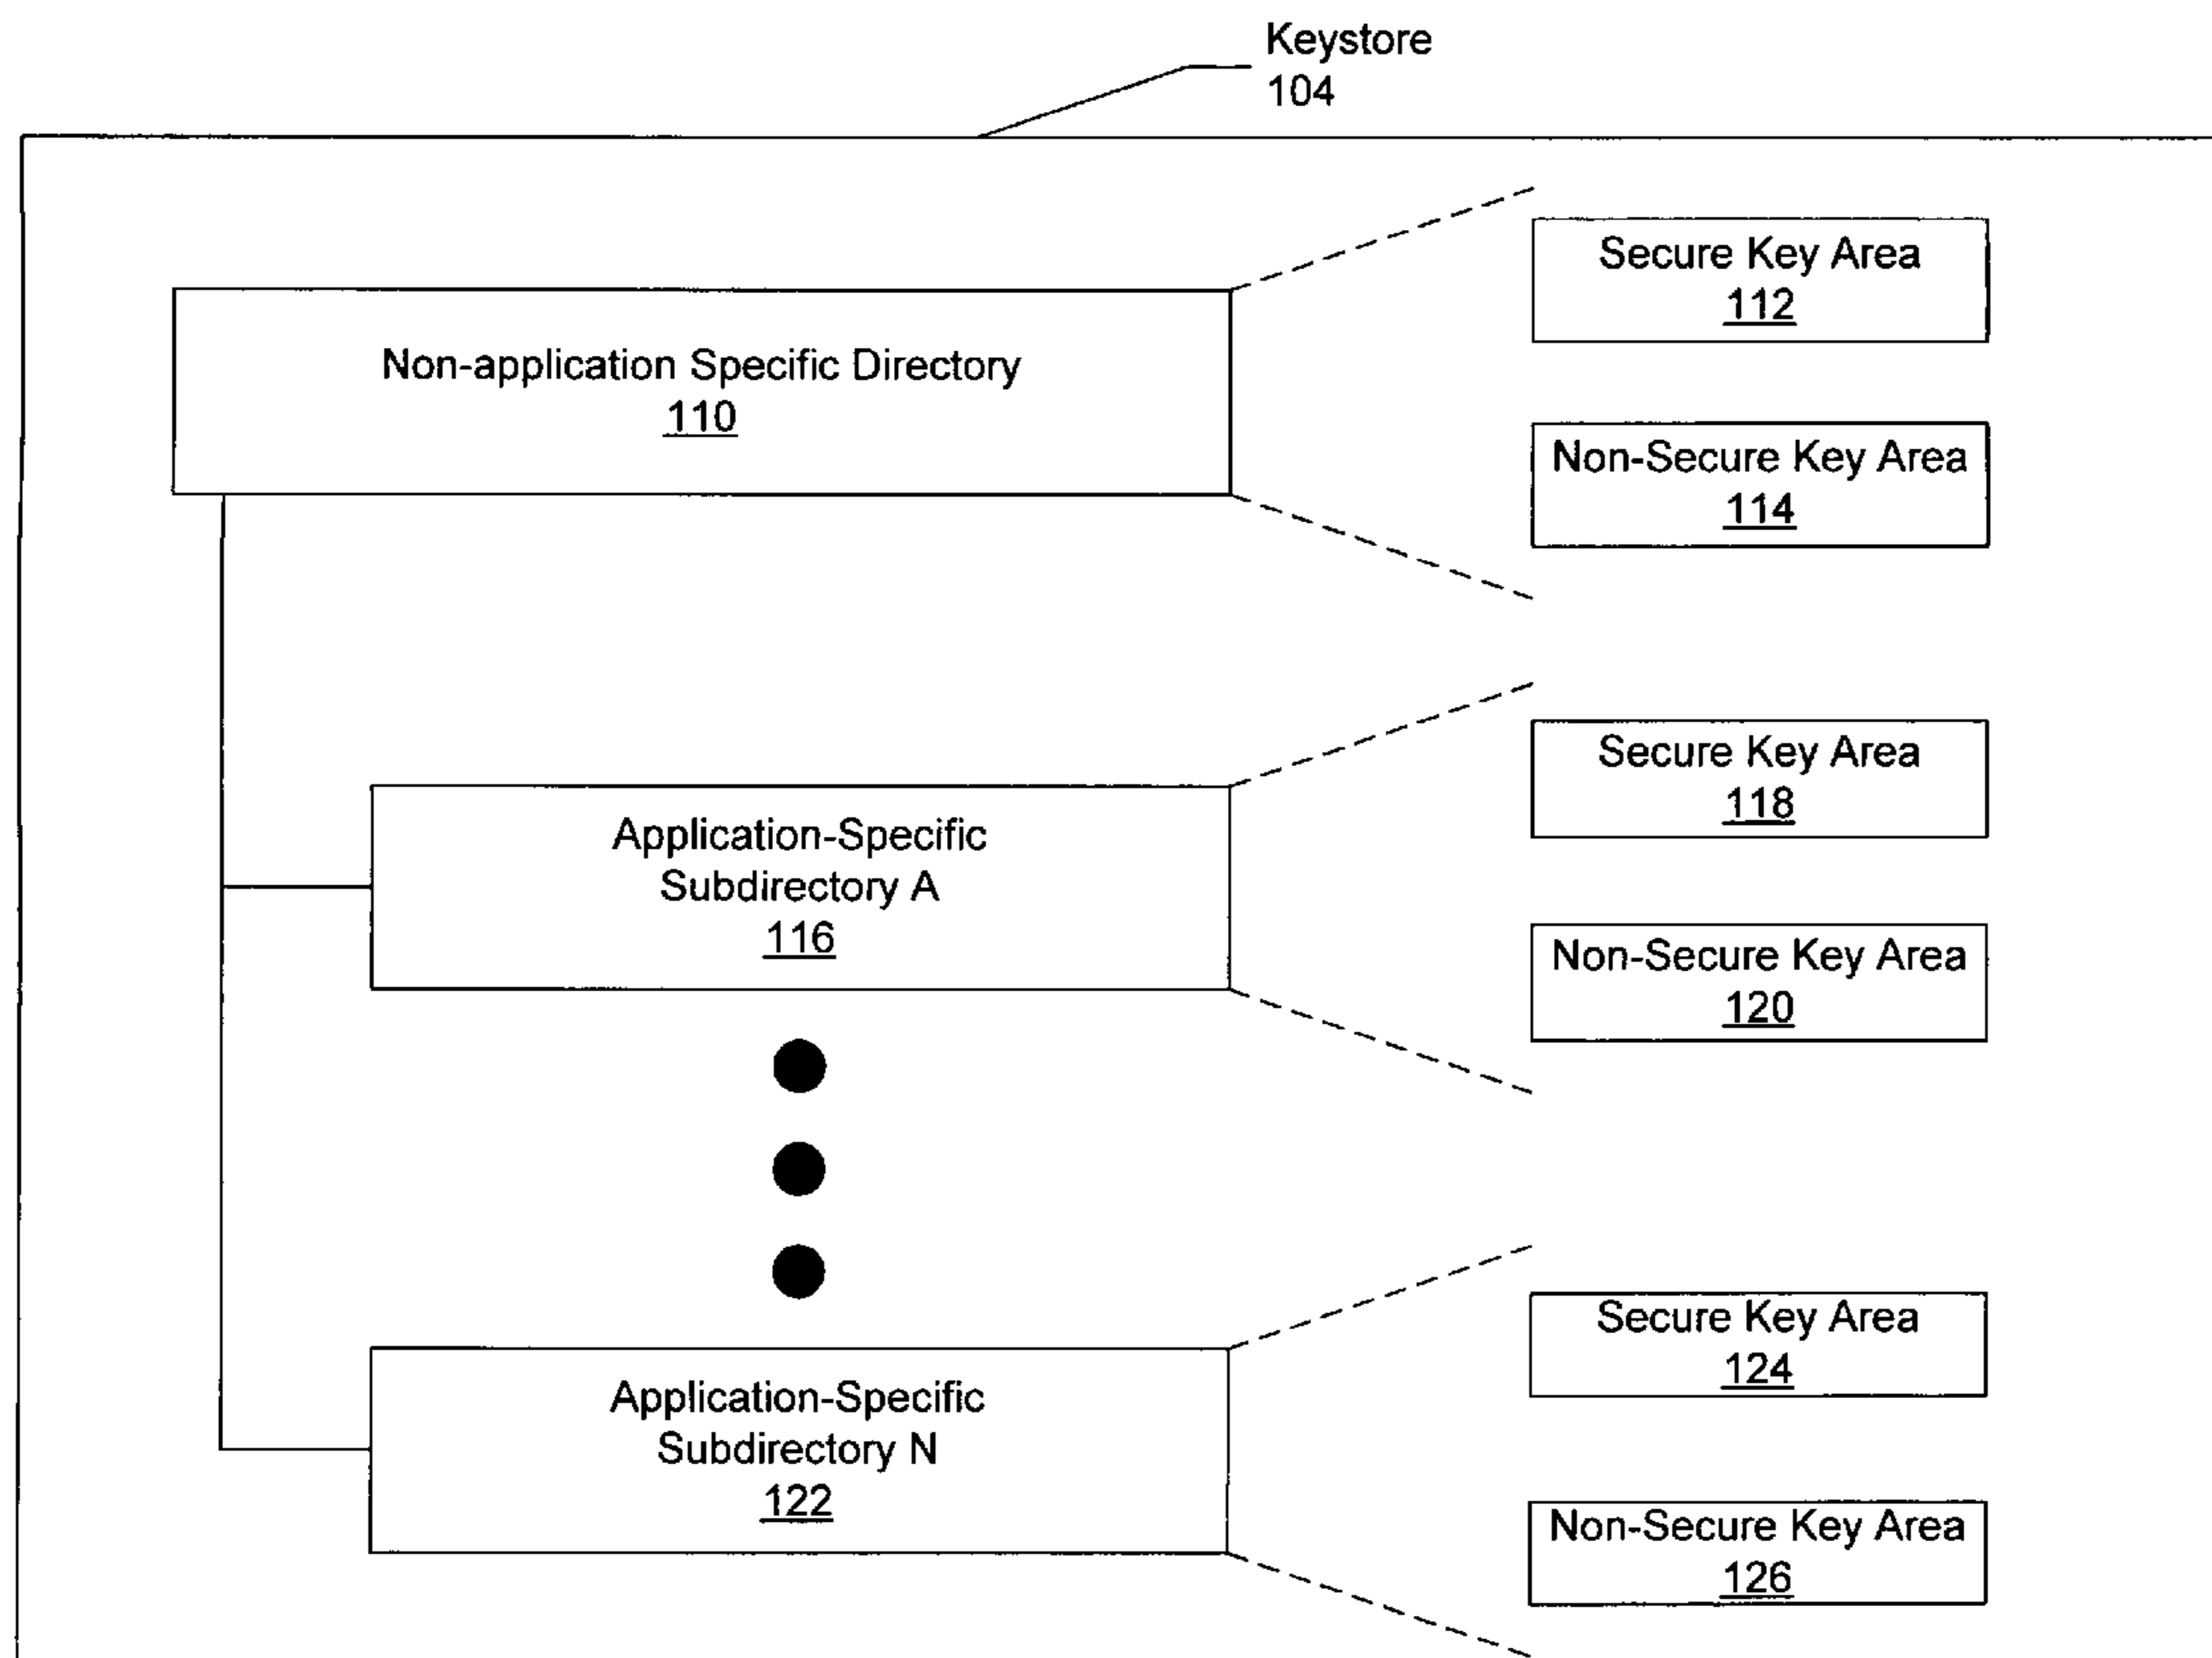 Keystore
104
Secure Key Area
112
Non-application Specific Directory
110
Non-Secure Key Area
114
Secure Key Area
118
Application-Specific
Subdirectory A
116
Non-Secure Key Area
120
Secure Key Area
124
Application-Specific
Subdirectory N
122
Non-Secure Key Area
126